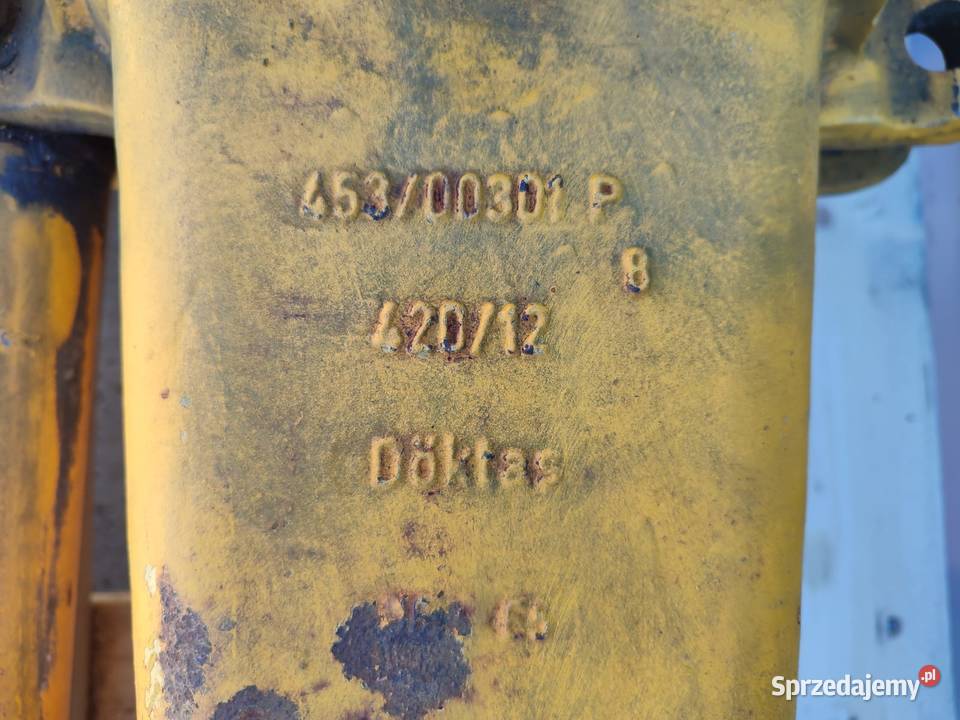 453/00301 P
8
420/12
Döktaş
Sprzedajemy.pl